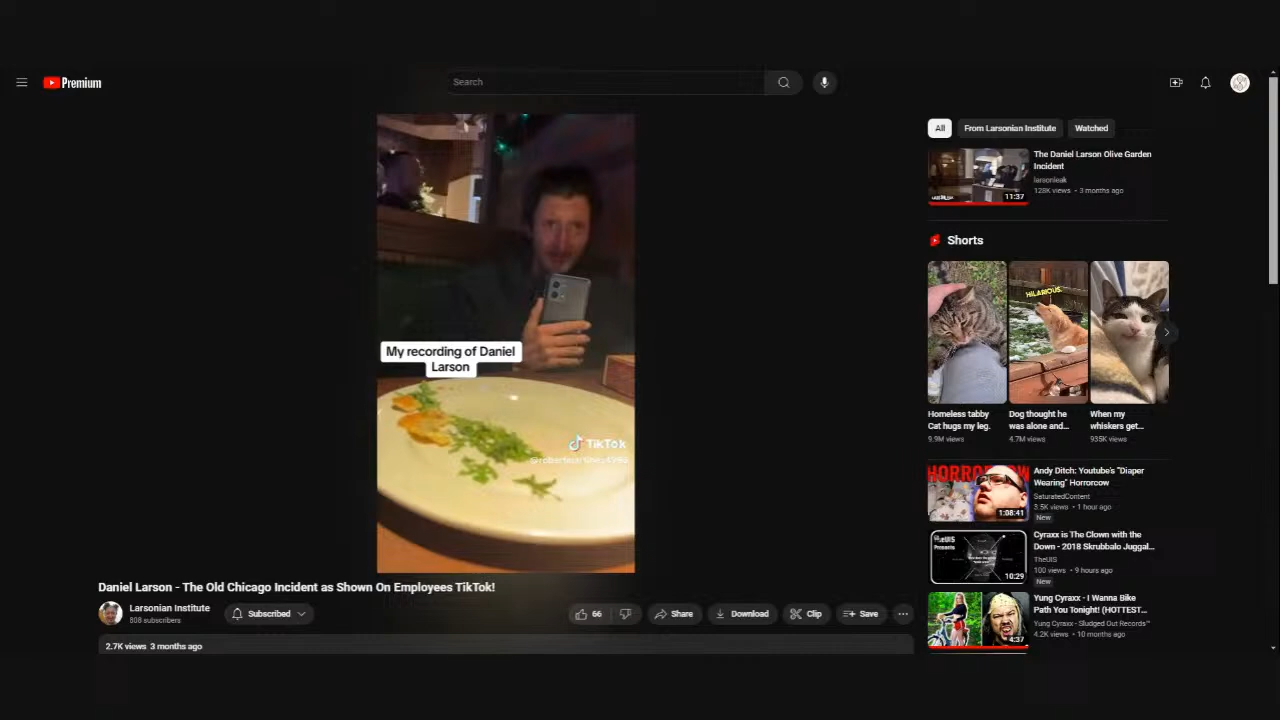 Premium
Search
My recording of Daniel
Larson
TikTok
Daniel Larson - The Old Chicago Incident as Shown On Employees TikTok!
Larsonian Institute
808 subscribers
Subscribed
66
Share
Download
Clip
Save
2.7K views 3 months ago
All
From Larsonian Institute
Watched
11:37
The Daniel Larson Olive Garden
Incident
larsonleak
128K views • 3 months ago
Shorts
HILARIOUS.
Homeless tabby
Cat hugs my leg.
9.9M views
Dog thought he
was alone and...
4.7M views
When my
whiskers get...
935K views
HORRORCOW
1:08:41
Andy Ditch: Youtube's "Diaper
Wearing" Horrorcow
SaturatedContent
3.5K views • 1 hour ago
New
Presents
10:29
Cyraxx is The Clown with the
Down - 2018 Skrubbalo Juggal...
TheUIS
100 views • 9 hours ago
New
4:37
Yung Cyraxx - I Wanna Bike
Path You Tonight! (HOTTEST...
Yung Cyraxx - Sludged Out Records™
4.2K views • 10 months ago